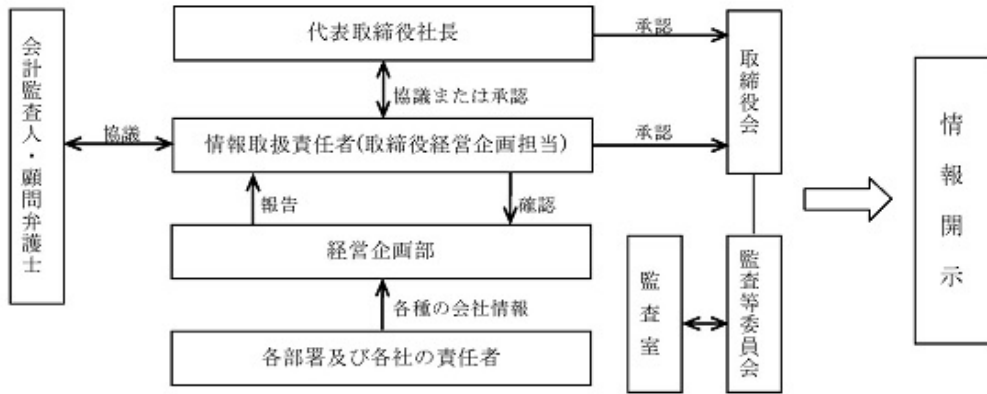 代表取締役社長
承認
取締役会
会計監査人・顧問弁護士
協議または承認
協議
情報取扱責任者(取締役経営企画担当)
承認
情報開示
報告
確認
経営企画部
監査室
監査等委員会
各種の会社情報
各部署及び各社の責任者